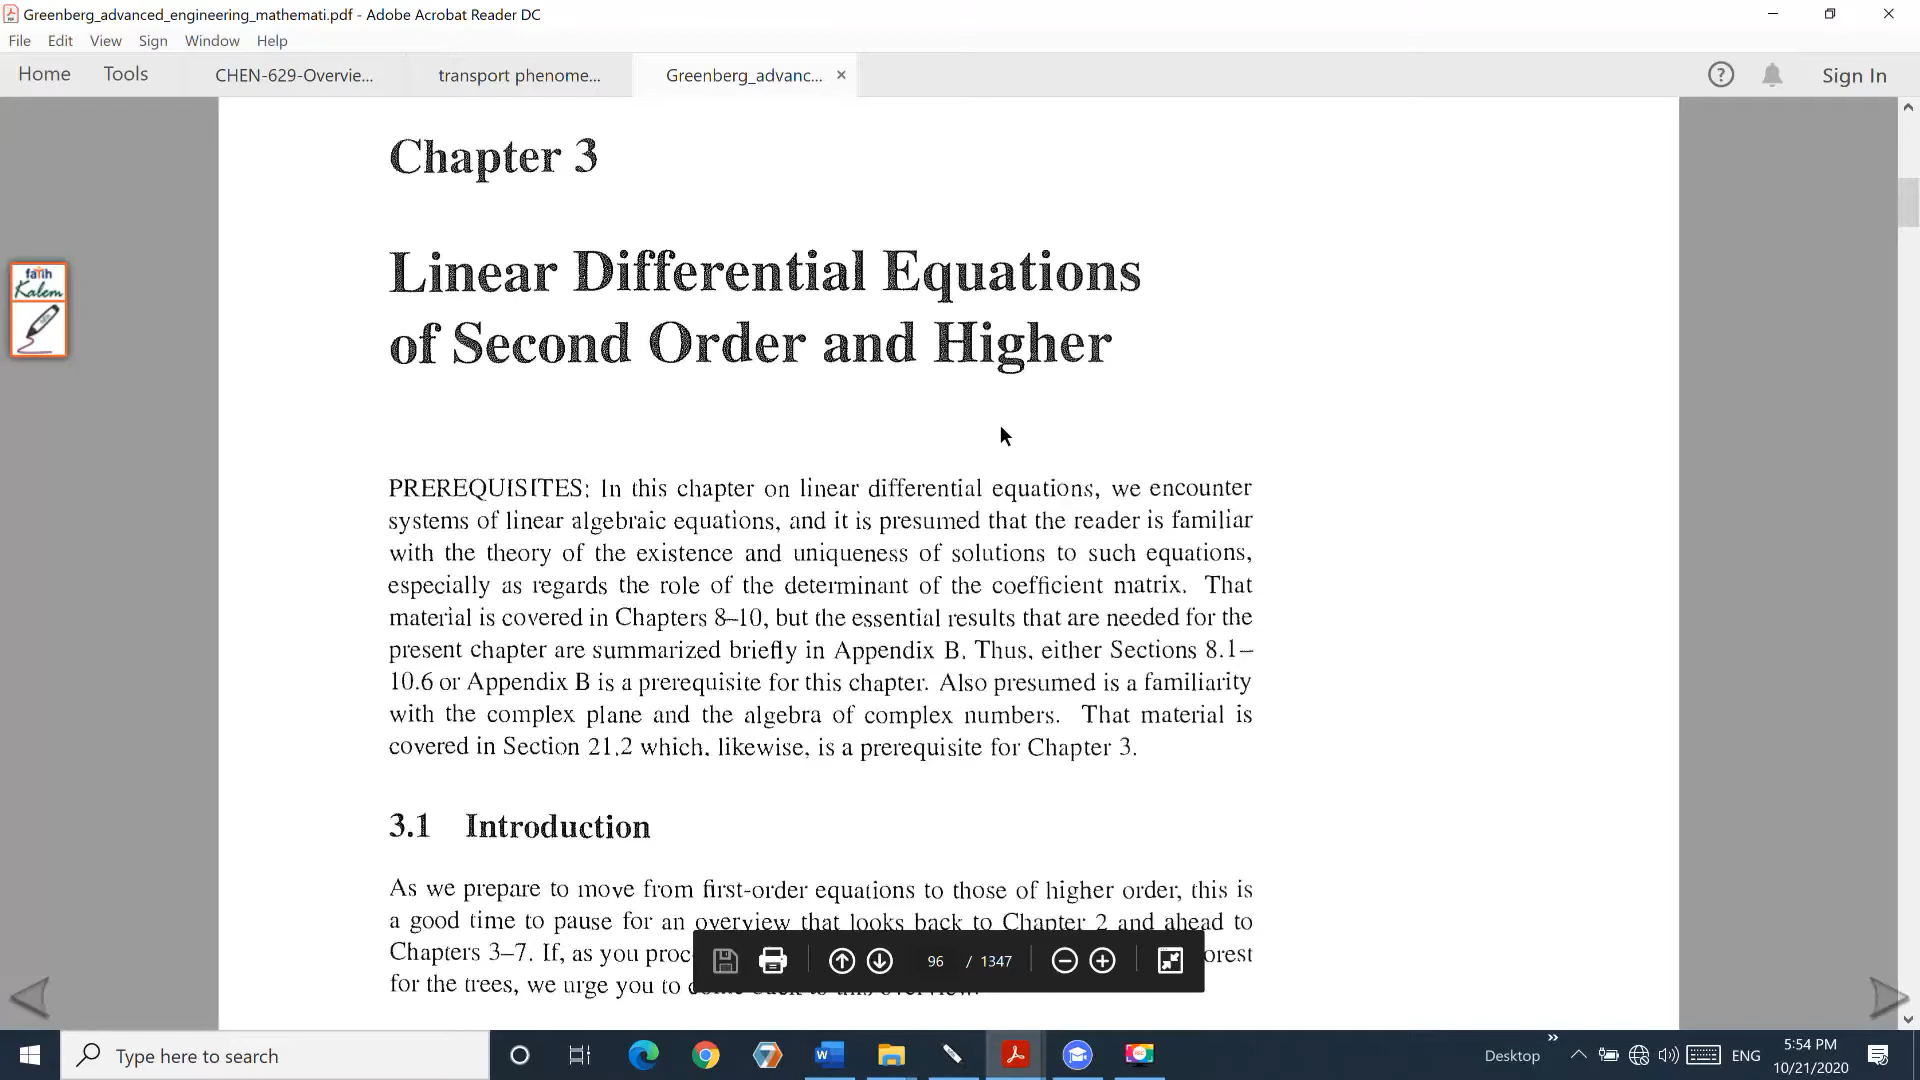 Greenberg_advanced_engineering_mathemati.pdf - Adobe Acrobat Reader DC
File Edit View Sign Window Help
Home Tools CHEN-629-Overvie... transport phenome... Greenberg_advanc... × ? Sign In
Chapter 3
Linear Differential Equations
of Second Order and Higher
fatih
Kalem
PREREQUISITES: In this chapter on linear differential equations, we encounter
systems of linear algebraic equations, and it is presumed that the reader is familiar
with the theory of the existence and uniqueness of solutions to such equations,
especially as regards the role of the determinant of the coefficient matrix. That
material is covered in Chapters 8–10, but the essential results that are needed for the
present chapter are summarized briefly in Appendix B. Thus, either Sections 8.1–
10.6 or Appendix B is a prerequisite for this chapter. Also presumed is a familiarity
with the complex plane and the algebra of complex numbers. That material is
covered in Section 21.2 which, likewise, is a prerequisite for Chapter 3.
3.1 Introduction
As we prepare to move from first-order equations to those of higher order, this is
a good time to pause for an overview that looks back to Chapter 2 and ahead to
Chapters 3–7. If, as you proc orest
for the trees, we urge you to
96 / 1347
Type here to search
Desktop
ENG
5:54 PM
10/21/2020